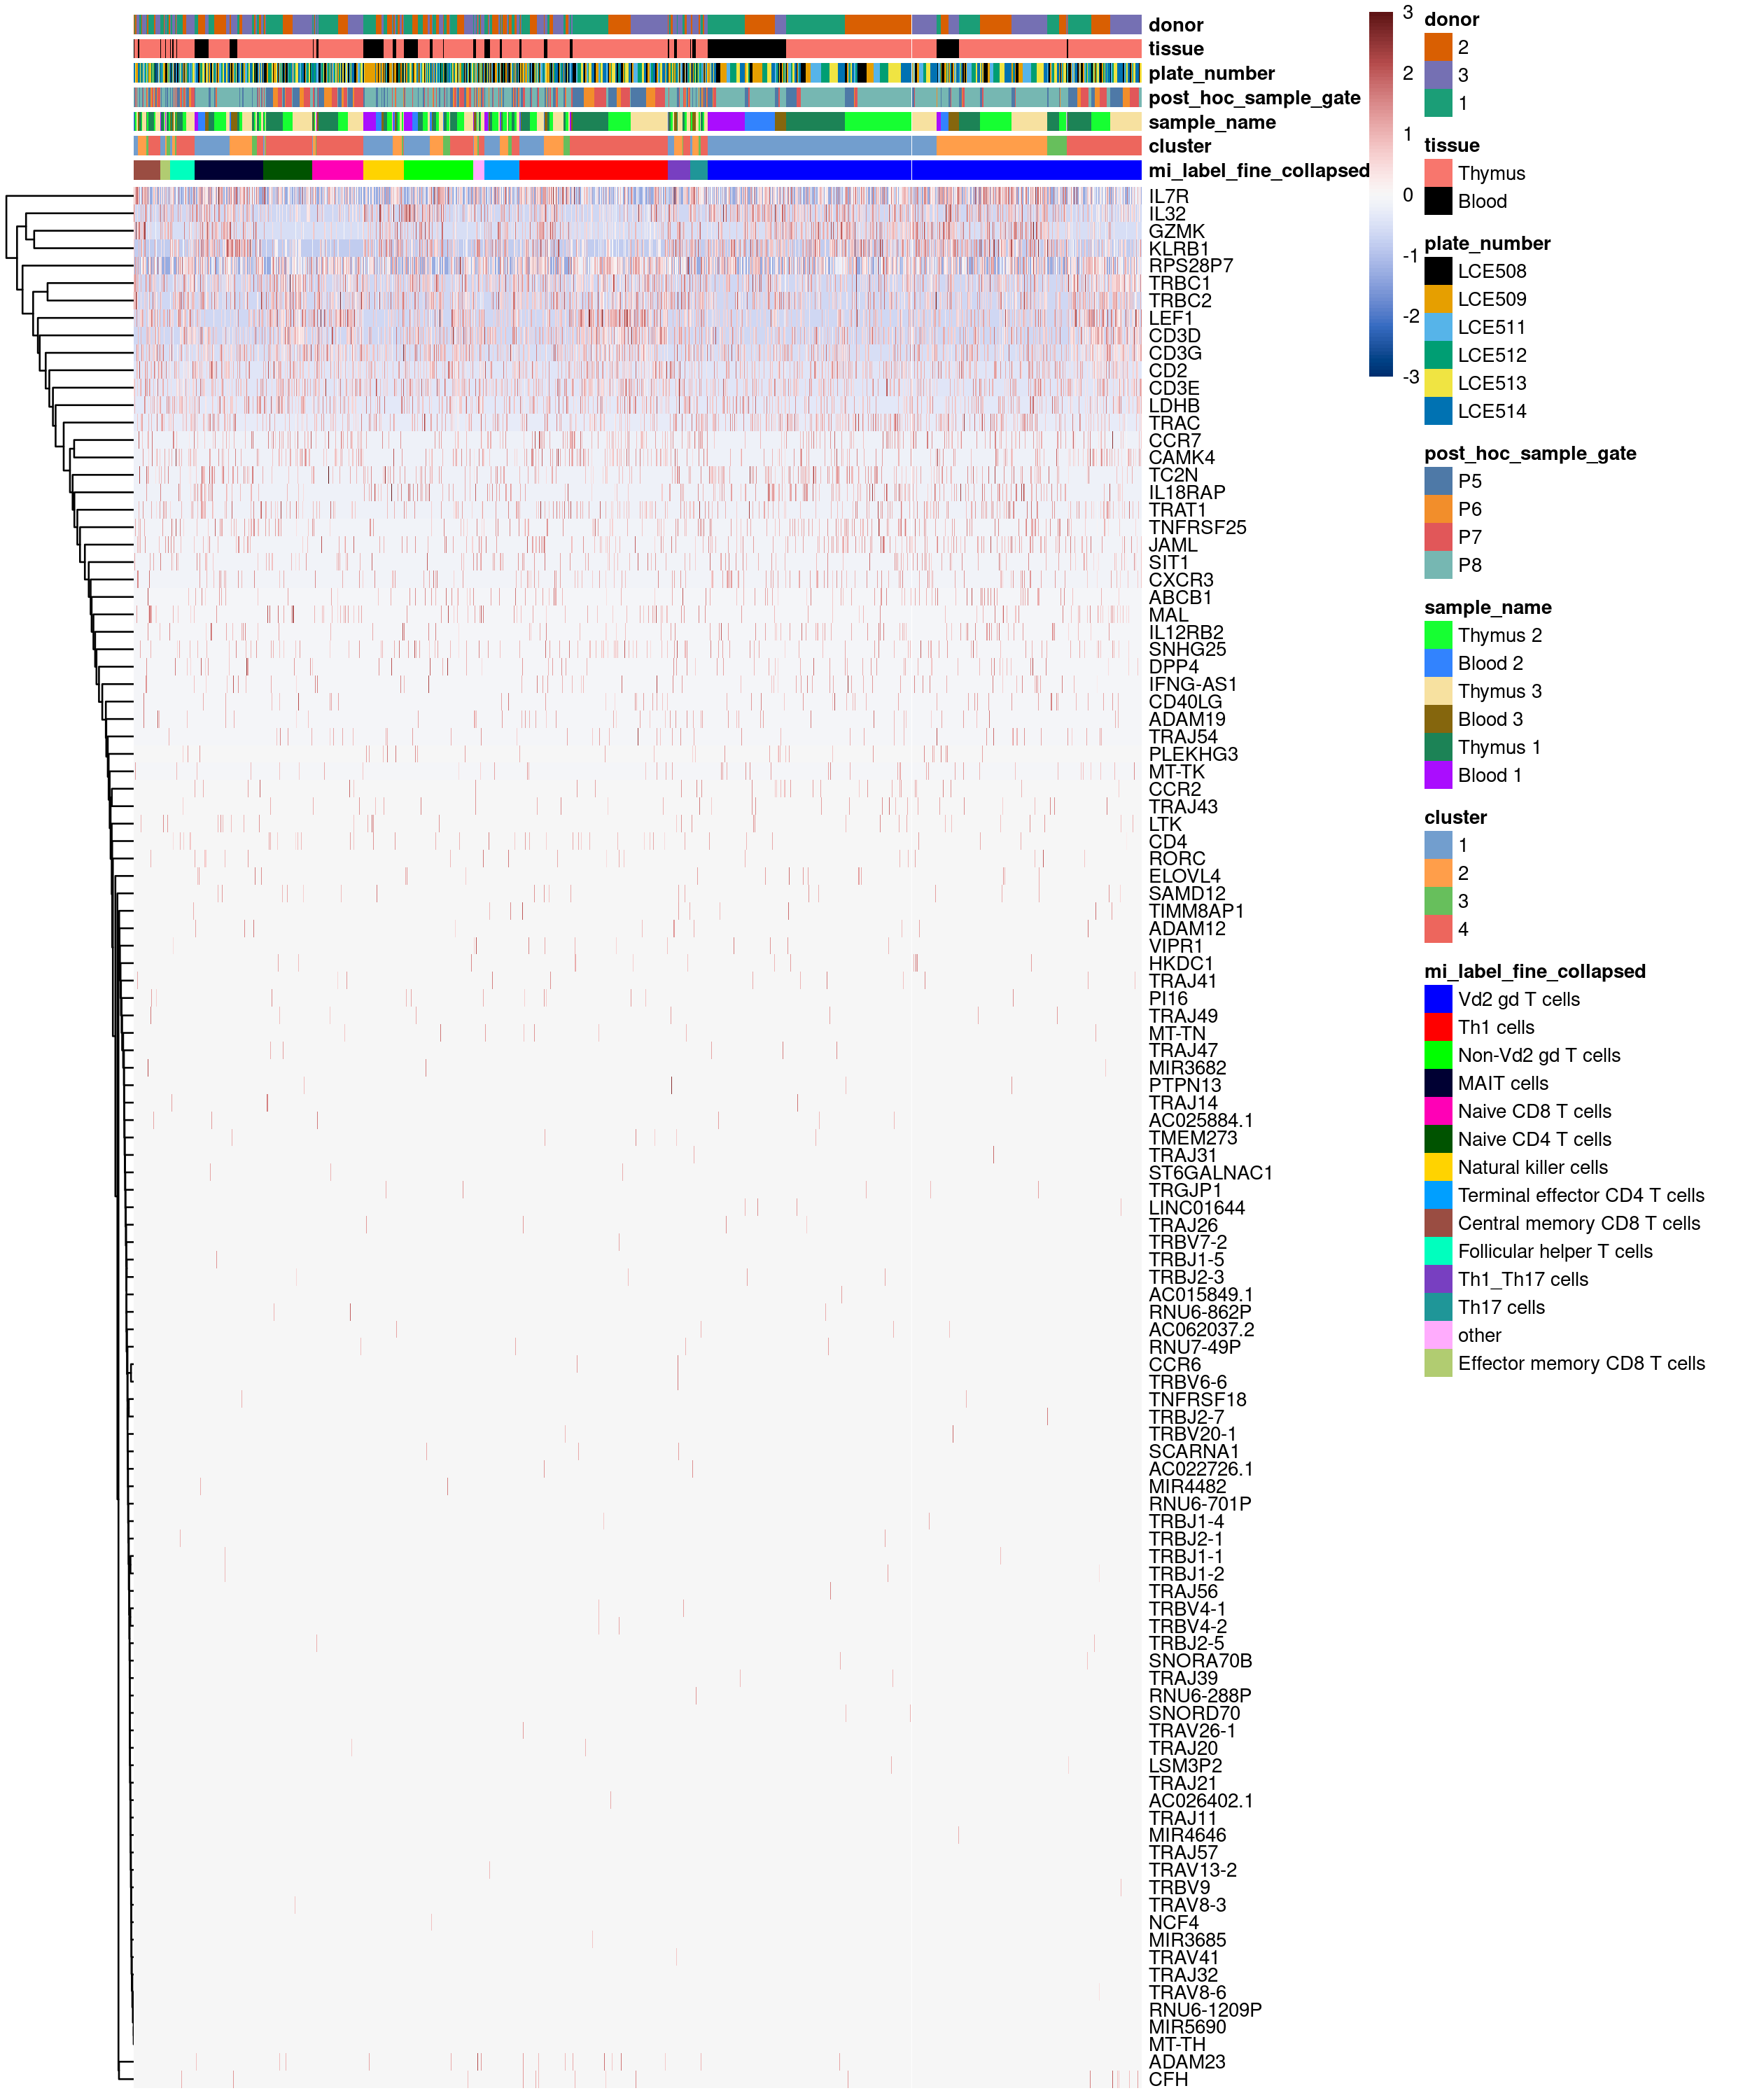 donor
tissue
plate_number
post_hoc_sample_gate
sample_name
cluster
mi_label_fine_collapsed
IL7R
IL32
GZMK
KLRB1
RPS28P7
TRBC1
TRBC2
LEF1
CD3D
CD3G
CD2
CD3E
LDHB
TRAC
CCR7
CAMK4
TC2N
IL18RAP
TRAT1
TNFRSF25
JAML
SIT1
CXCR3
ABCB1
MAL
IL12RB2
SNHG25
DPP4
IFNG-AS1
CD40LG
ADAM19
TRAJ54
PLEKHG3
MT-TK
CCR2
TRAJ43
LTK
CD4
RORC
ELOVL4
SAMD12
TIMM8AP1
ADAM12
VIPR1
HKDC1
TRAJ41
PI16
TRAJ49
MT-TN
TRAJ47
MIR3682
PTPN13
TRAJ14
AC025884.1
TMEM273
TRAJ31
ST6GALNAC1
TRGJP1
LINC01644
TRAJ26
TRBV7-2
TRBJ1-5
TRBJ2-3
AC015849.1
RNU6-862P
AC062037.2
RNU7-49P
CCR6
TRBV6-6
TNFRSF18
TRBJ2-7
TRBV20-1
SCARNA1
AC022726.1
MIR4482
RNU6-701P
TRBJ1-4
TRBJ2-1
TRBJ1-1
TRBJ1-2
TRAJ56
TRBV4-1
TRBV4-2
TRBJ2-5
SNORA70B
TRAJ39
RNU6-288P
SNORD70
TRAV26-1
TRAJ20
LSM3P2
TRAJ21
AC026402.1
TRAJ11
MIR4646
TRAJ57
TRAV13-2
TRBV9
TRAV8-3
NCF4
MIR3685
TRAV41
TRAJ32
TRAV8-6
RNU6-1209P
MIR5690
MT-TH
ADAM23
CFH
3
2
1
0
-1
-2
-3
donor
2
3
1
tissue
Thymus
Blood
plate_number
LCE508
LCE509
LCE511
LCE512
LCE513
LCE514
post_hoc_sample_gate
P5
P6
P7
P8
sample_name
Thymus 2
Blood 2
Thymus 3
Blood 3
Thymus 1
Blood 1
cluster
1
2
3
4
mi_label_fine_collapsed
Vd2 gd T cells
Th1 cells
Non-Vd2 gd T cells
MAIT cells
Naive CD8 T cells
Naive CD4 T cells
Natural killer cells
Terminal effector CD4 T cells
Central memory CD8 T cells
Follicular helper T cells
Th1_Th17 cells
Th17 cells
other
Effector memory CD8 T cells